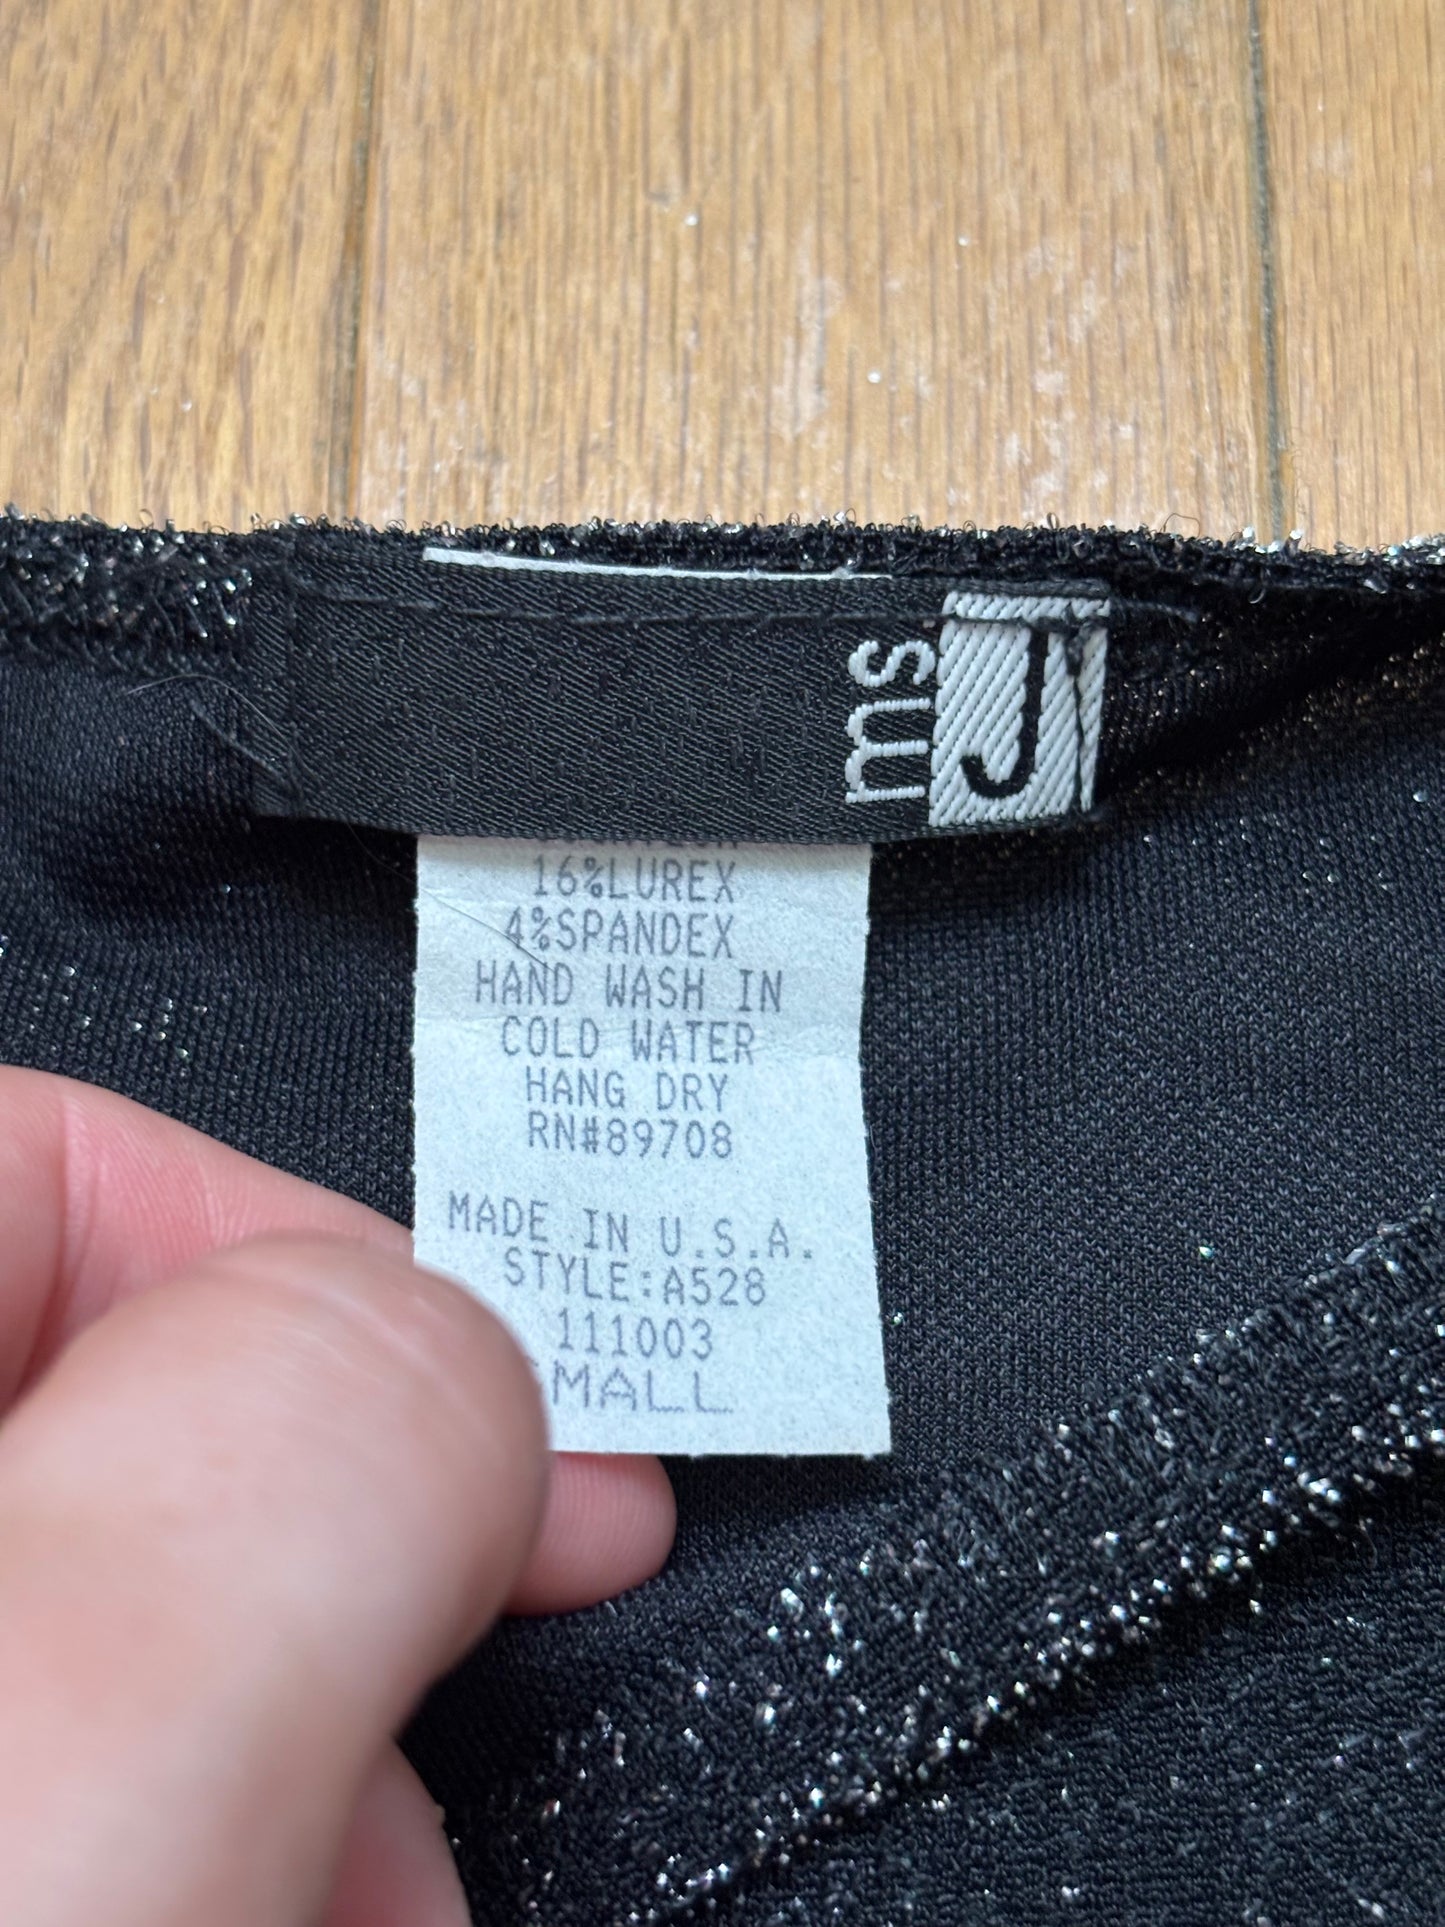 ms J
16%LUREX
4%SPANDEX
HAND WASH IN
COLD WATER
HANG DRY
RN#89708
MADE IN U.S.A.
STYLE:A528
111003
MALL